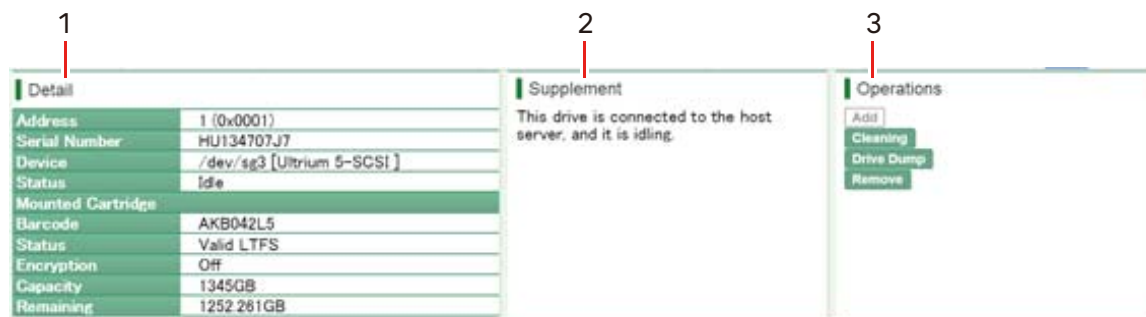 1
2
3
Detail
Address 1 (0x0001)
Serial Number HU134707J7
Device /dev/sg3 [Ultrium 5-SCSI ]
Status Idle
Mounted Cartridge
Barcode AKB042L5
Status Valid LTFS
Encryption Off
Capacity 1345GB
Remaining 1252.261GB
Supplement
This drive is connected to the host
server, and it is idling.
Operations
Add
Cleaning
Drive Dump
Remove